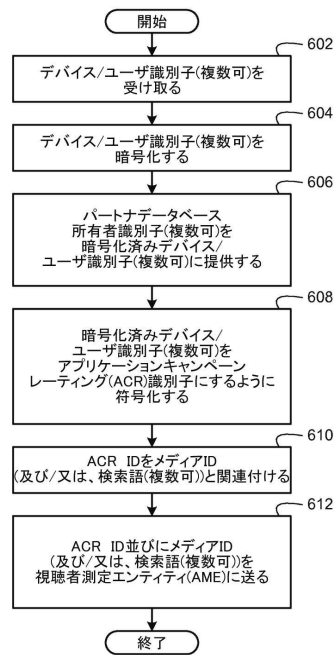 開始
602
デバイス/ユーザ識別子(複数可)を
受け取る
604
デバイス/ユーザ識別子(複数可)を
暗号化する
606
パートナデータベース
所有者識別子(複数可)を
暗号化済みデバイス/
ユーザ識別子(複数可)に提供する
608
暗号化済みデバイス/
ユーザ識別子(複数可)を
アプリケーションキャンペーン
レーティング(ACR)識別子にするように
符号化する
610
ACR IDをメディアID
(及び/又は、検索語(複数可))と関連付ける
612
ACR ID並びにメディアID
(及び/又は、検索語(複数可))を
視聴者測定エンティティ(AME)に送る
終了